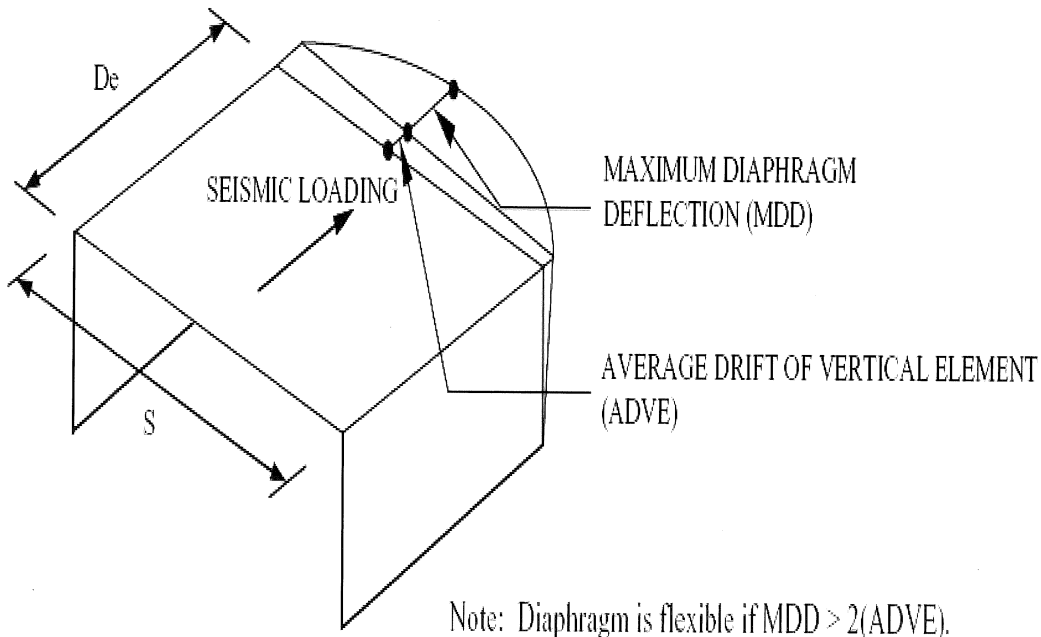 De
SEISMIC LOADING
MAXIMUM DIAPHRAGM
DEFLECTION (MDD)
AVERAGE DRIFT OF VERTICAL ELEMENT
(ADVE)
S
Note: Diaphragm is flexible if MDD > 2(ADVE).